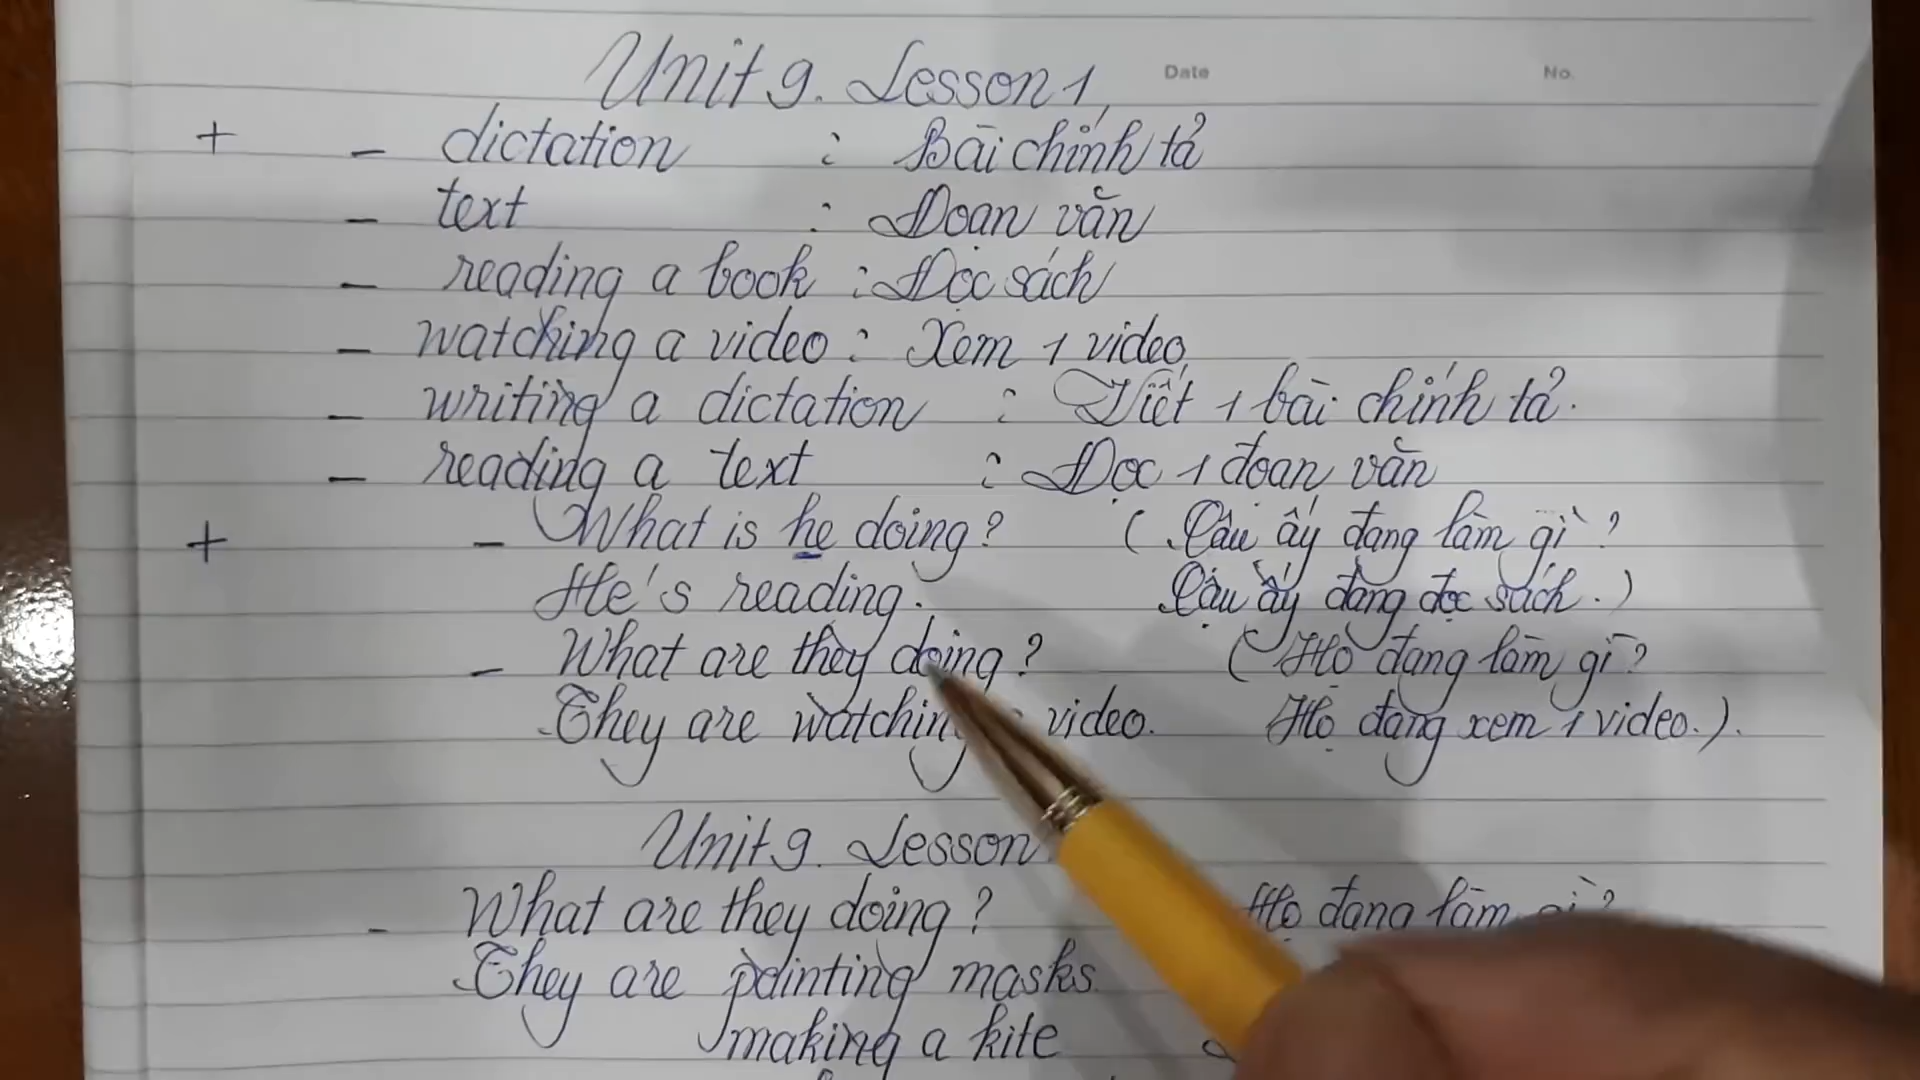 Unit 9. Lesson 1,
Date No.
+ - dictation : Bài chính tả
- text : Đoạn văn
- reading a book : Đọc sách
- watching a video : Xem 1 video
- writing a dictation : Viết 1 bài chính tả.
- reading a text : Đọc 1 đoạn văn
+ - What is he doing? ( Cậu ấy đang làm gì ?
He's reading. Cậu ấy đang đọc sách.)
- What are they doing? ( Họ đang làm gì ?
They are watching video. Họ đang xem 1 video.).
Unit 9. Lesson
- What are they doing? Họ đang làm gì ?
They are painting masks.
making a kite